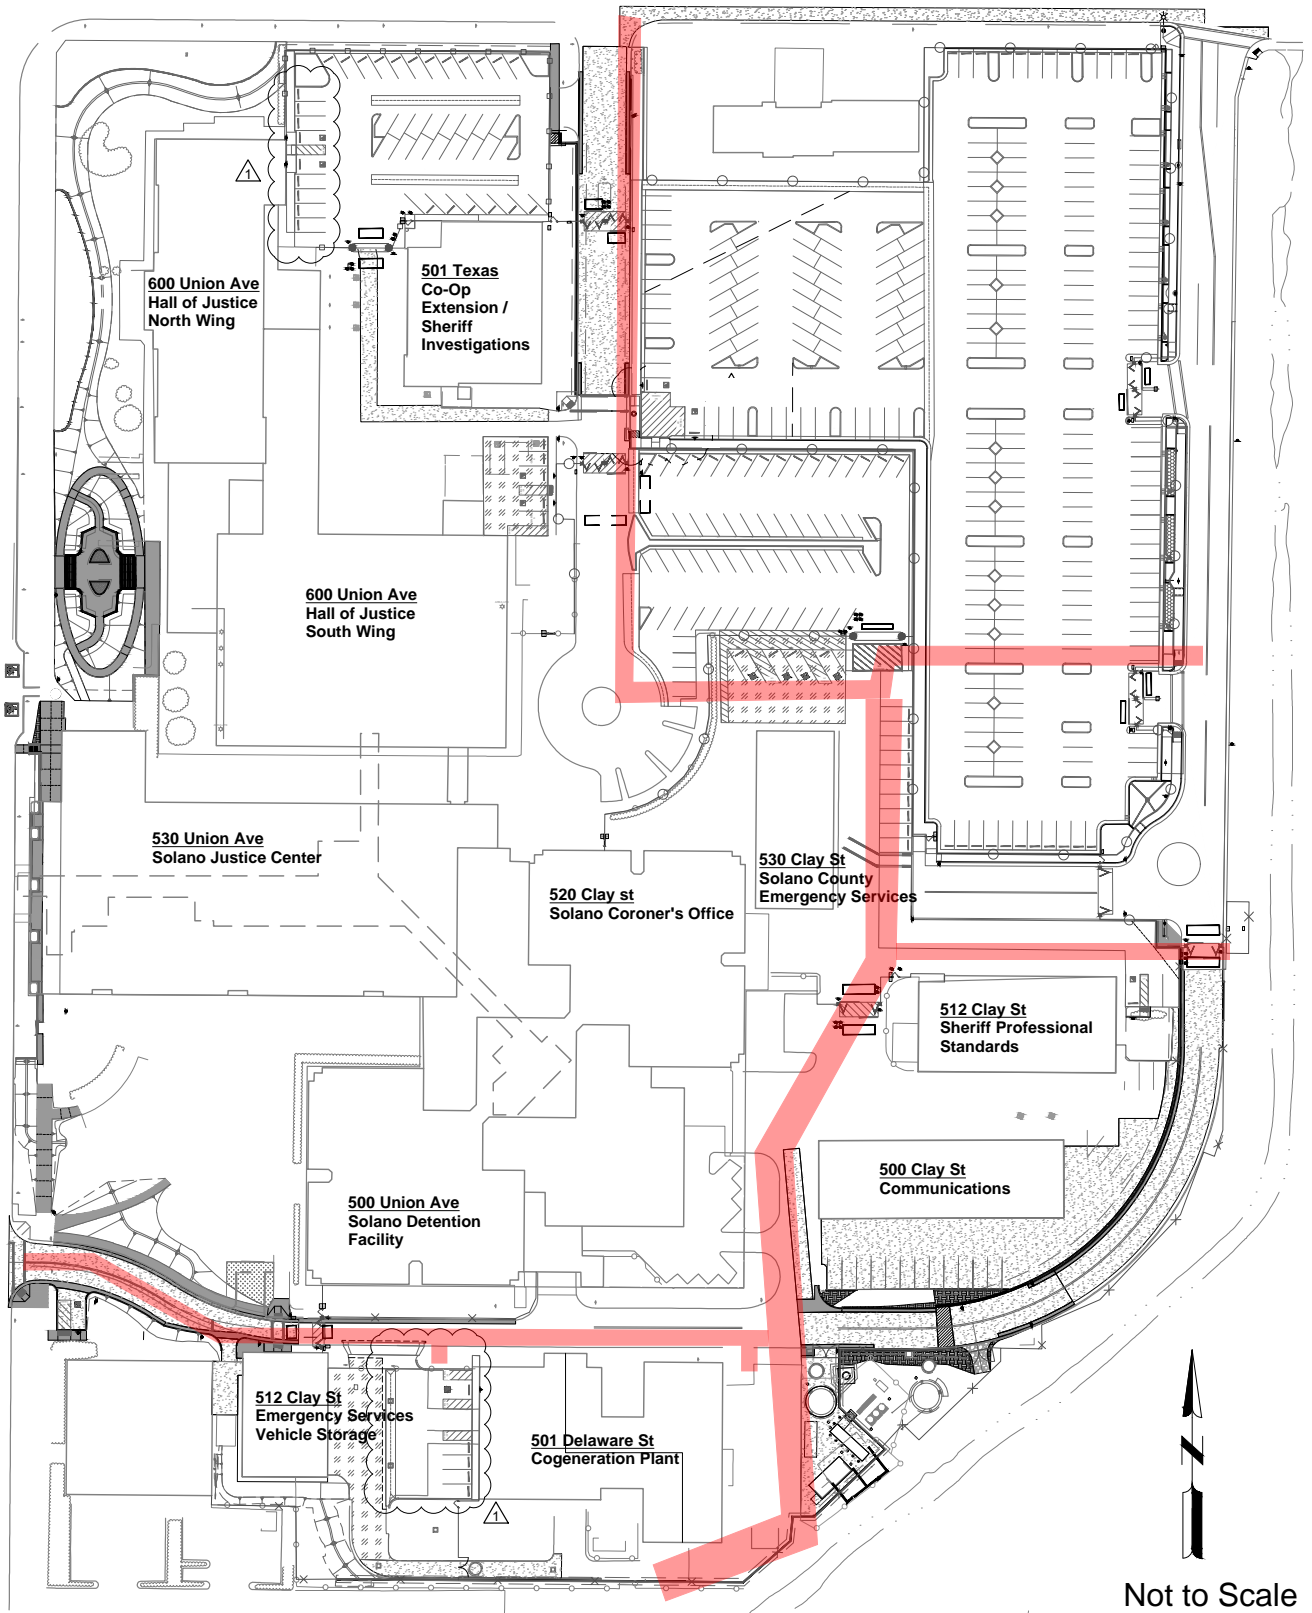 501 Texas
Co-Op
Extension /
Sheriff
Investigations
600 Union Ave
Hall of Justice
North Wing
1
600 Union Ave
Hall of Justice
South Wing
530 Union Ave
Solano Justice Center
520 Clay st
Solano Coroner's Office
530 Clay St
Solano County
Emergency Services
512 Clay St
Sheriff Professional
Standards
500 Clay St
Communications
500 Union Ave
Solano Detention
Facility
512 Clay St
Emergency Services
Vehicle Storage
501 Delaware St
Cogeneration Plant
1
N
Not to Scale